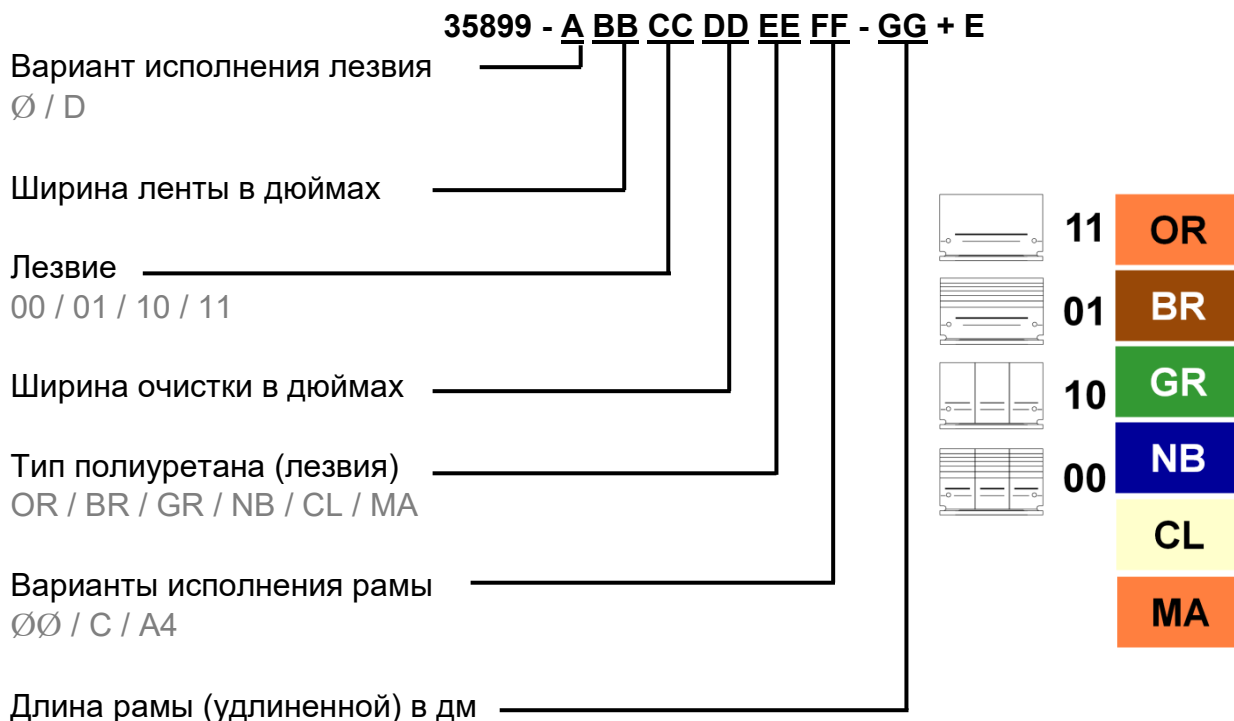 35899 - A BB CC DD EE FF - GG + E
Вариант исполнения лезвия
Ø / D
Ширина ленты в дюймах
Лезвие
00 / 01 / 10 / 11
Ширина очистки в дюймах
Тип полиуретана (лезвия)
OR / BR / GR / NB / CL / MA
Варианты исполнения рамы
ØØ / C / A4
Длина рамы (удлиненной) в дм
11 OR
01 BR
10 GR
00 NB
CL
MA